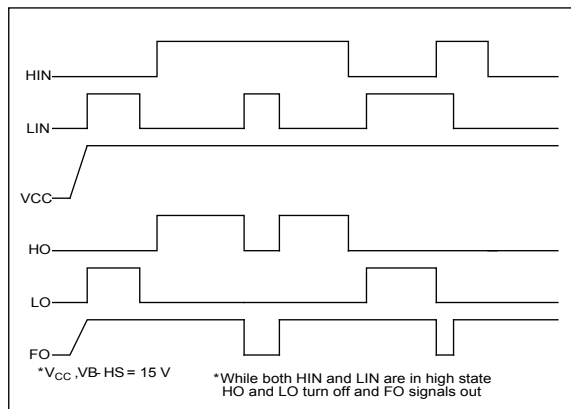 HIN
LIN
VCC
HO
LO
FO
*VCC ,VB- HS = 15 V
*While both HIN and LIN are in high state
HO and LO turn off and FO signals out